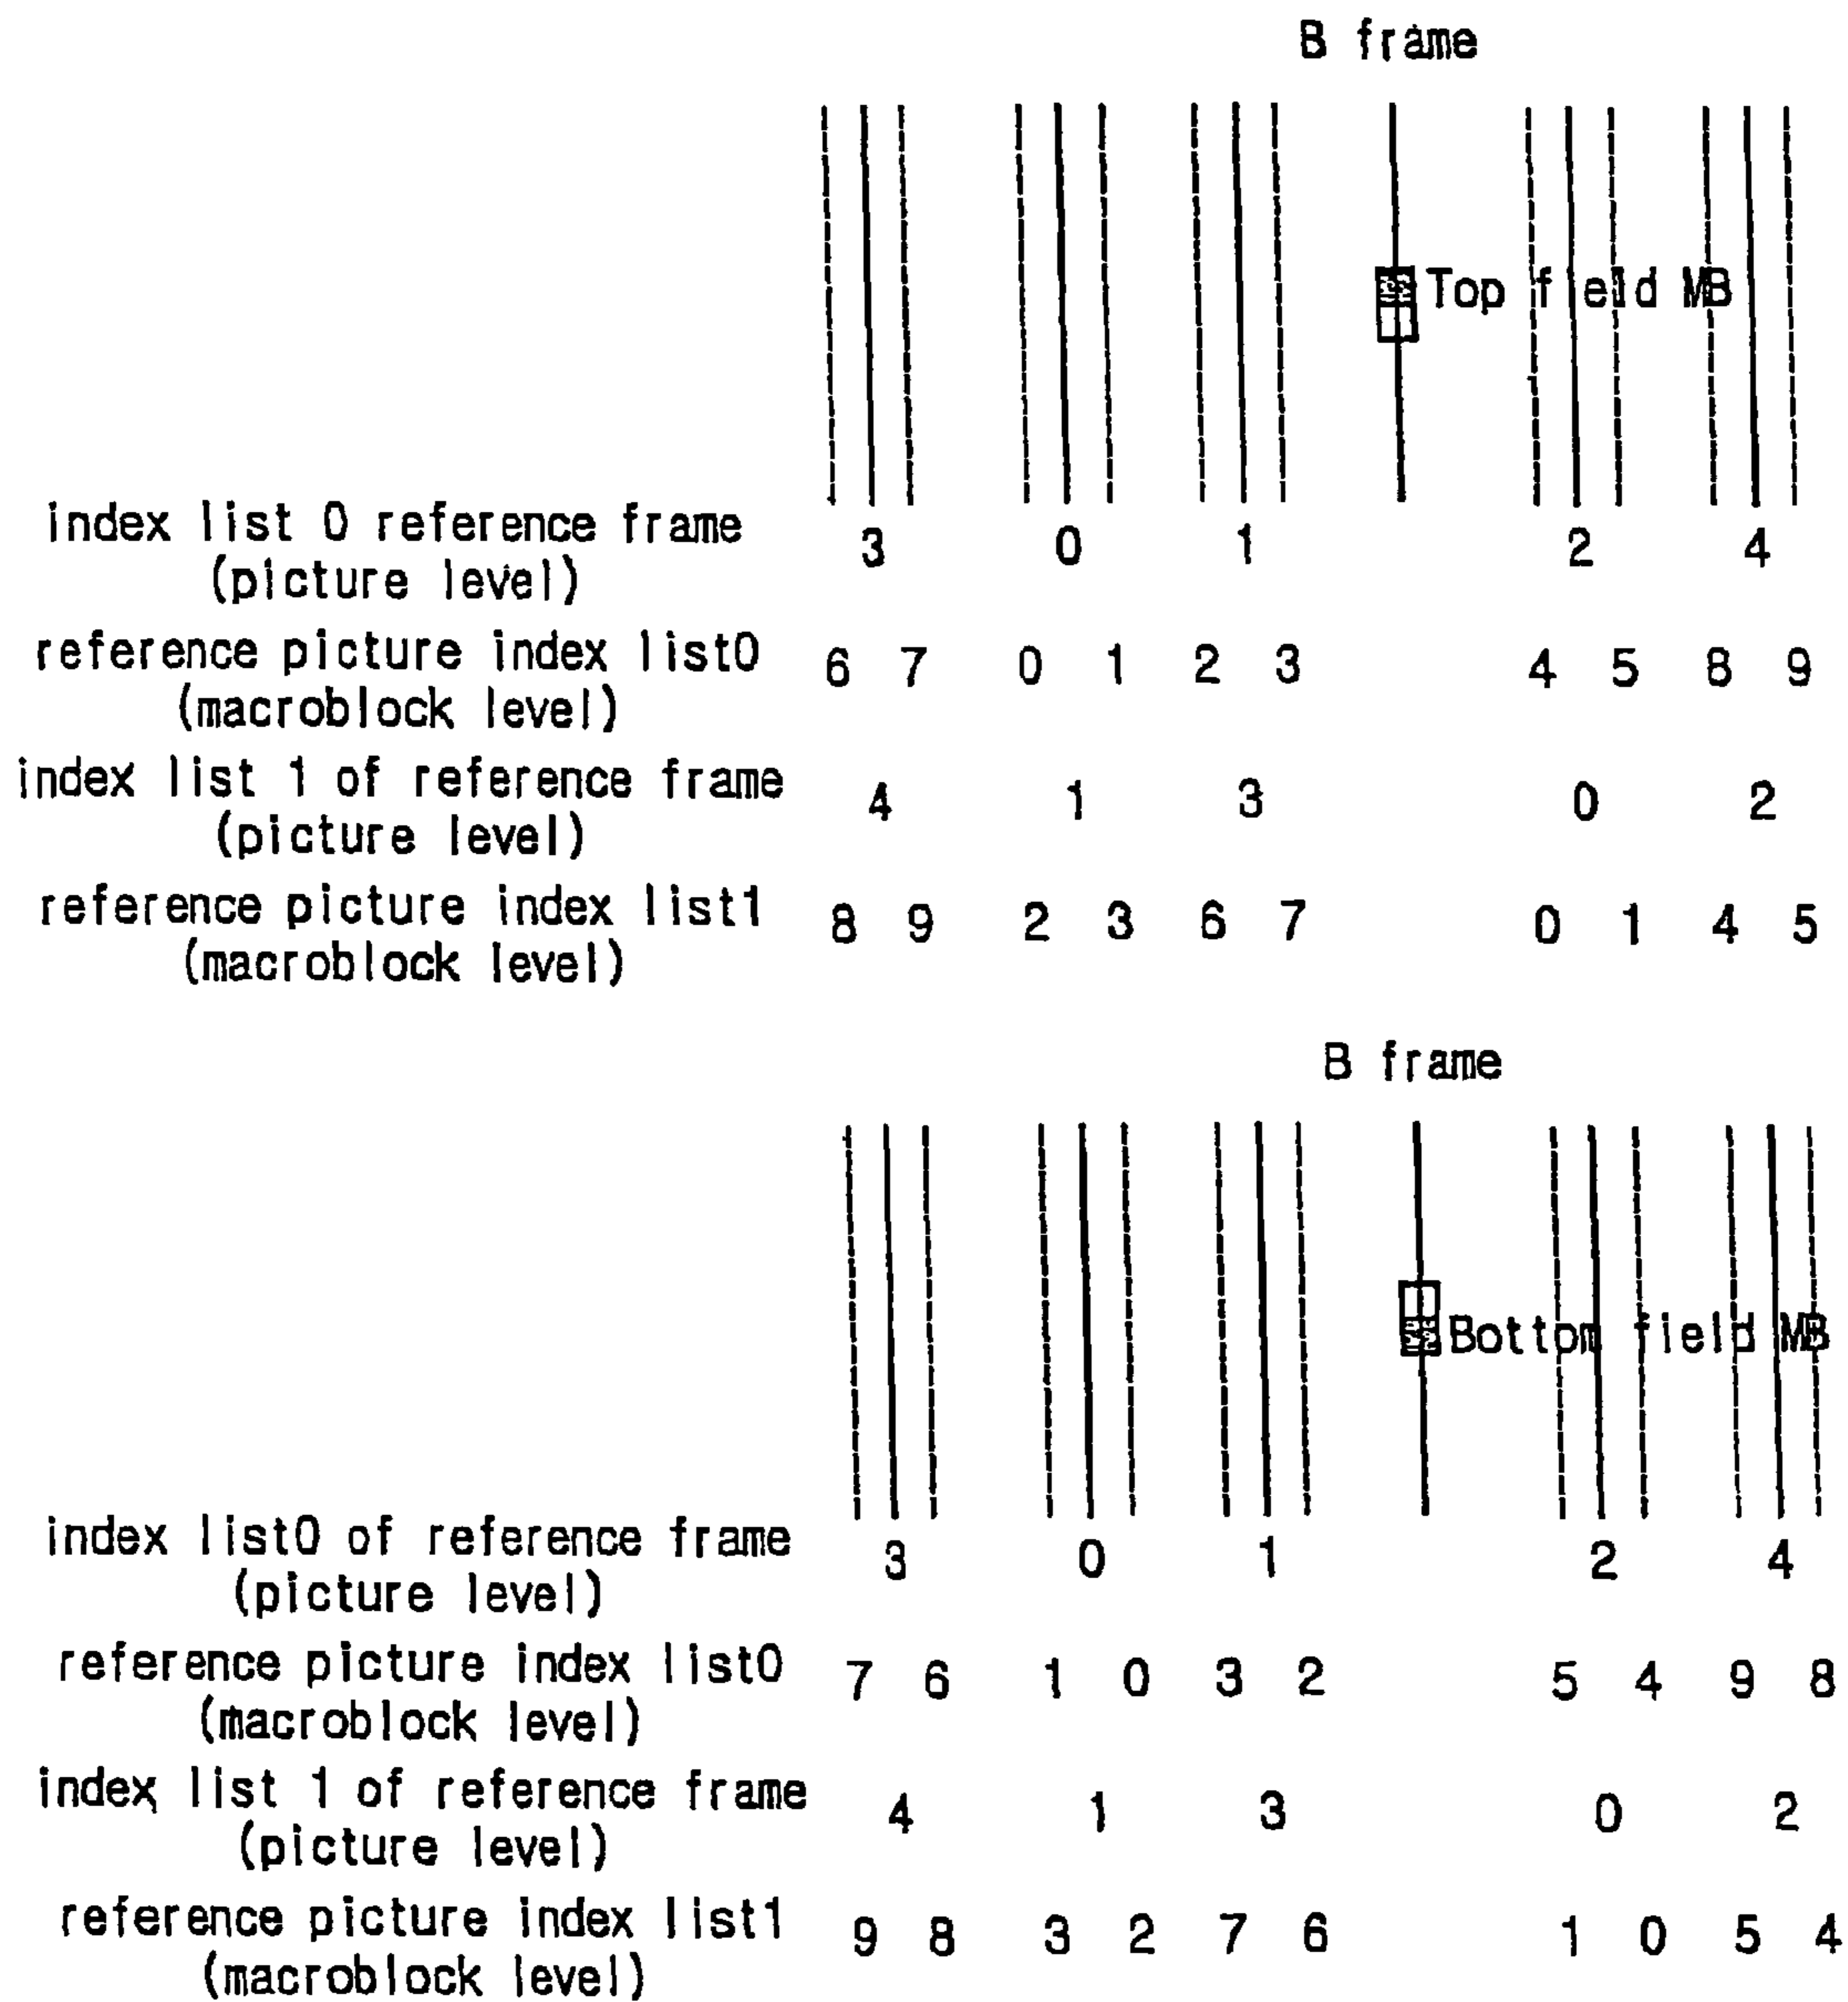 B frame
Top field MB
index list 0 reference frame
(picture level)
3 0 1 2 4
reference picture index list0
(macroblock level)
6 7 0 1 2 3 4 5 8 9
index list 1 of reference frame
(picture level)
4 1 3 0 2
reference picture index list1
(macroblock level)
8 9 2 3 6 7 0 1 4 5
B frame
Bottom field MB
index list0 of reference frame
(picture level)
3 0 1 2 4
reference picture index list0
(macroblock level)
7 6 1 0 3 2 5 4 9 8
index list 1 of reference frame
(picture level)
4 1 3 0 2
reference picture index list1
(macroblock level)
9 8 3 2 7 6 1 0 5 4